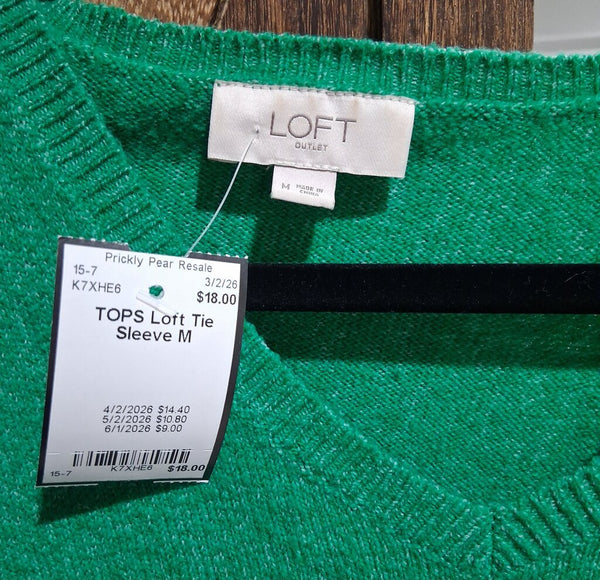 LOFT
OUTLET
M MADE IN
CHINA
Prickly Pear Resale
15-7 3/2/26
K7XHE6 $18.00
TOPS Loft Tie
Sleeve M
4/2/2026 $14.40
5/2/2026 $10.80
6/1/2026 $9.00
15-7 K7XHE6 $18.00